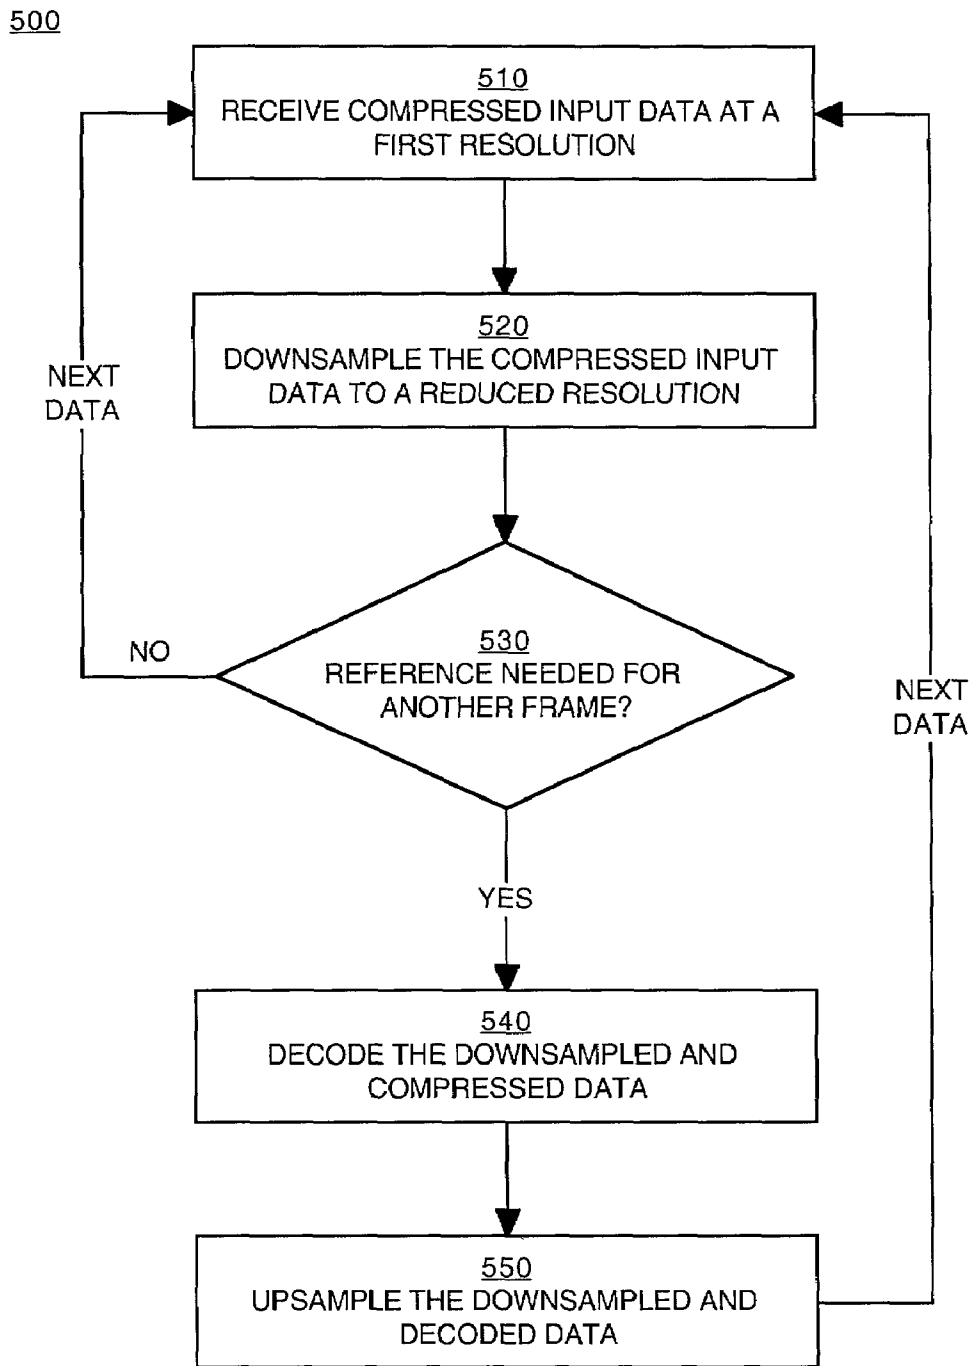 500
510
RECEIVE COMPRESSED INPUT DATA AT A
FIRST RESOLUTION
520
DOWNSAMPLE THE COMPRESSED INPUT
DATA TO A REDUCED RESOLUTION
NEXT
DATA
530
REFERENCE NEEDED FOR
ANOTHER FRAME?
NO
NEXT
DATA
YES
540
DECODE THE DOWNSAMPLED AND
COMPRESSED DATA
550
UPSAMPLE THE DOWNSAMPLED AND
DECODED DATA